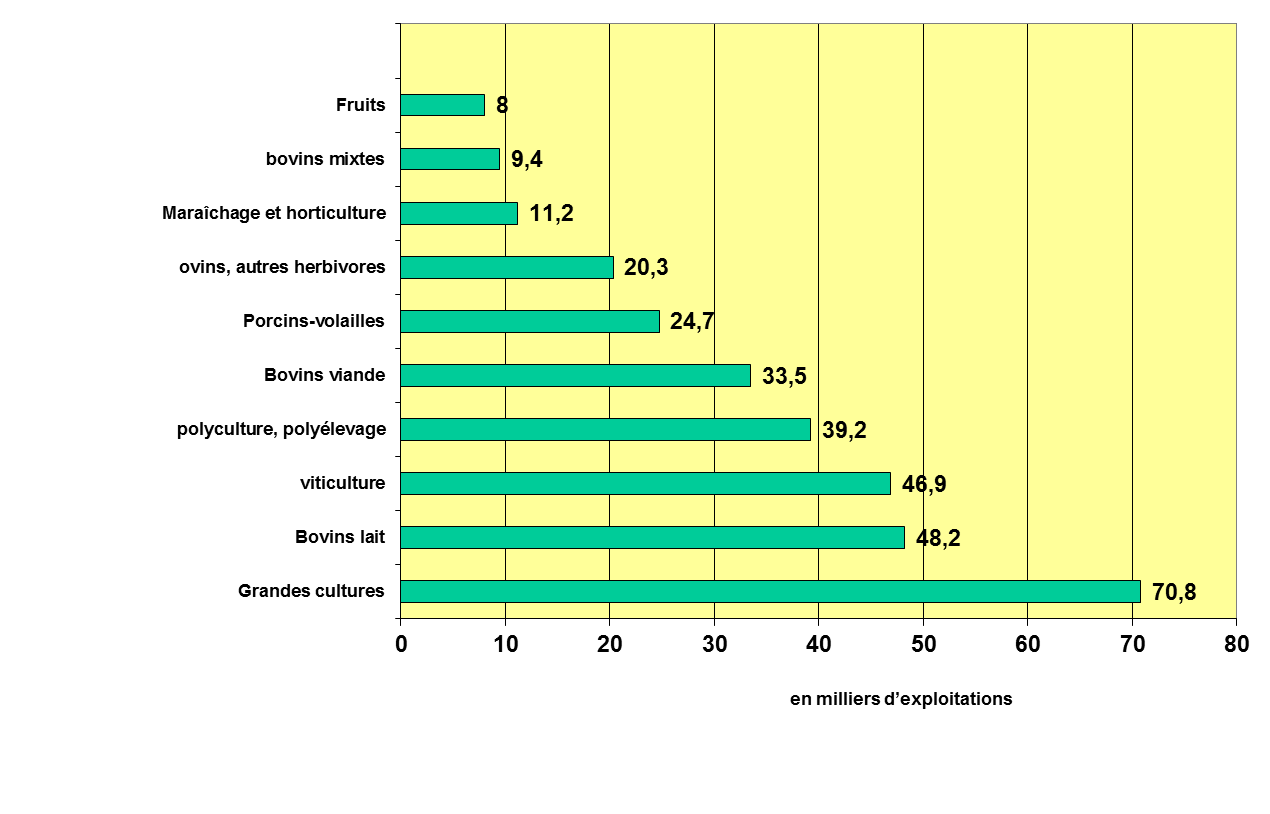 Fruits 8
bovins mixtes 9,4
Maraîchage et horticulture 11,2
ovins, autres herbivores 20,3
Porcins-volailles 24,7
Bovins viande 33,5
polyculture, polyélevage 39,2
viticulture 46,9
Bovins lait 48,2
Grandes cultures 70,8
0 10 20 30 40 50 60 70 80
en milliers d’exploitations